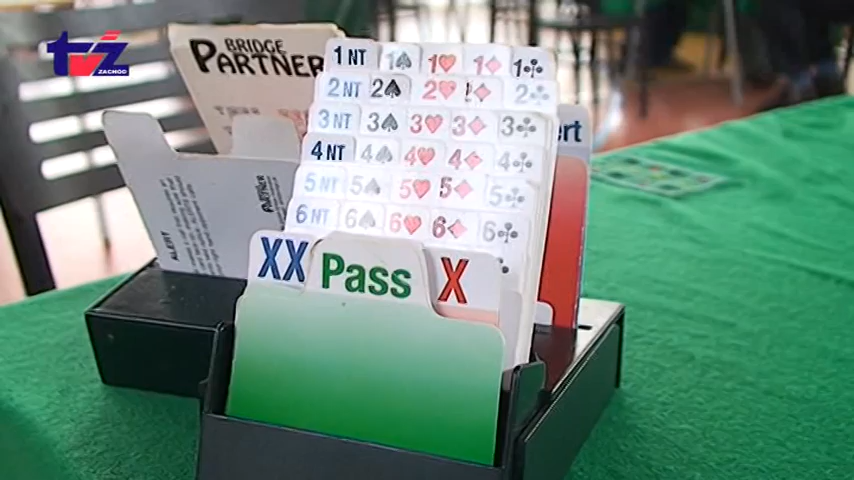 tvz
ZACHOD
BRIDGE
PARTNER
1 NT 1♠ 1♥ 1♦ 1♣
2 NT 2♠ 2♥ 2♦ 2♣
3 NT 3♠ 3♥ 3♦ 3♣
4 NT 4♠ 4♥ 4♦ 4♣
5 NT 5♠ 5♥ 5♦ 5♣
6 NT 6♠ 6♥ 6♦ 6♣
XX Pass X
ALERT
PARTNER